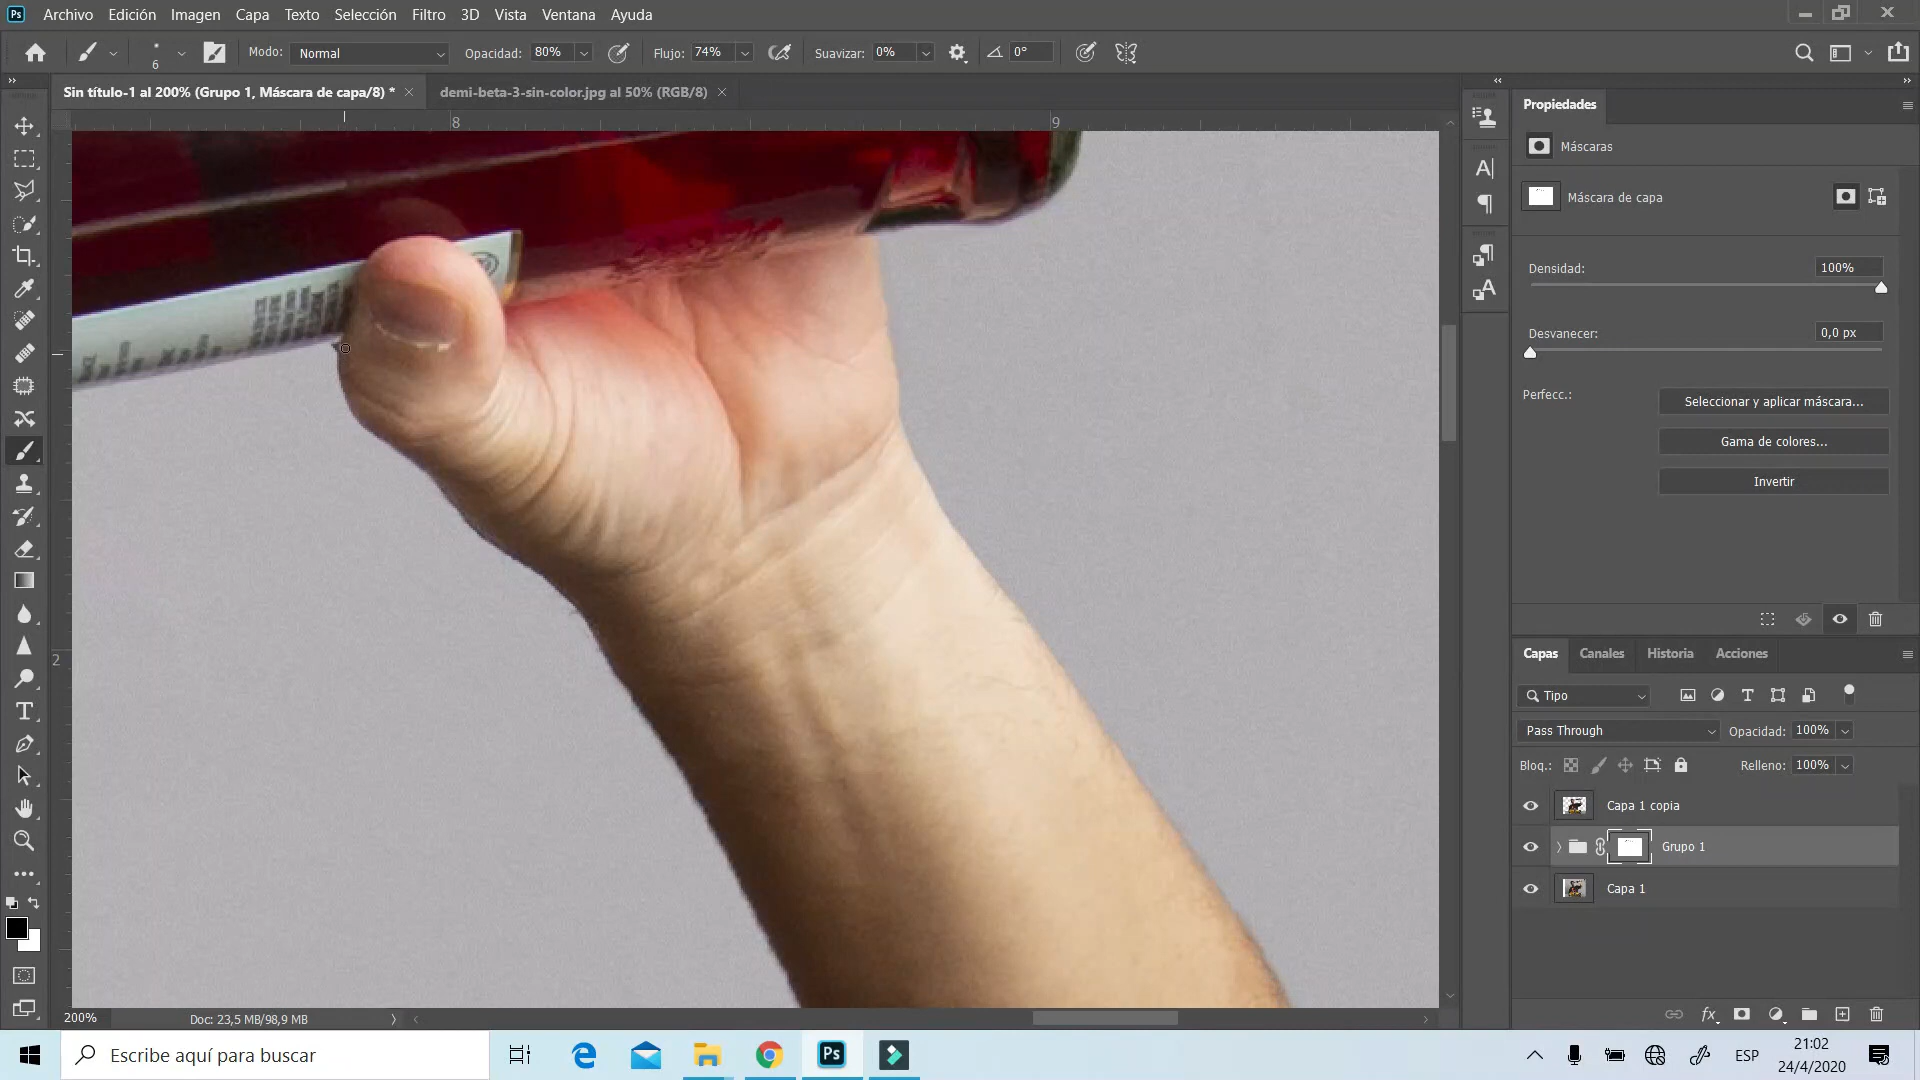 Ps Archivo Edición Imagen Capa Texto Selección Filtro 3D Vista Ventana Ayuda
6 Modo: Normal Opacidad: 80% Flujo: 74% Suavizar: 0% 0°
Sin título-1 al 200% (Grupo 1, Máscara de capa/8) * demi-beta-3-sin-color.jpg al 50% (RGB/8)
8 9
2
Propiedades
Máscaras
Máscara de capa
Densidad: 100%
Desvanecer: 0,0 px
Perfecc.: Seleccionar y aplicar máscara...
Gama de colores...
Invertir
Capas Canales Historia Acciones
Tipo
Pass Through Opacidad: 100%
Bloq.: Relleno: 100%
Capa 1 copia
Grupo 1
Capa 1
200% Doc: 23,5 MB/98,9 MB
Escribe aquí para buscar
Ps
ESP
21:02
24/4/2020